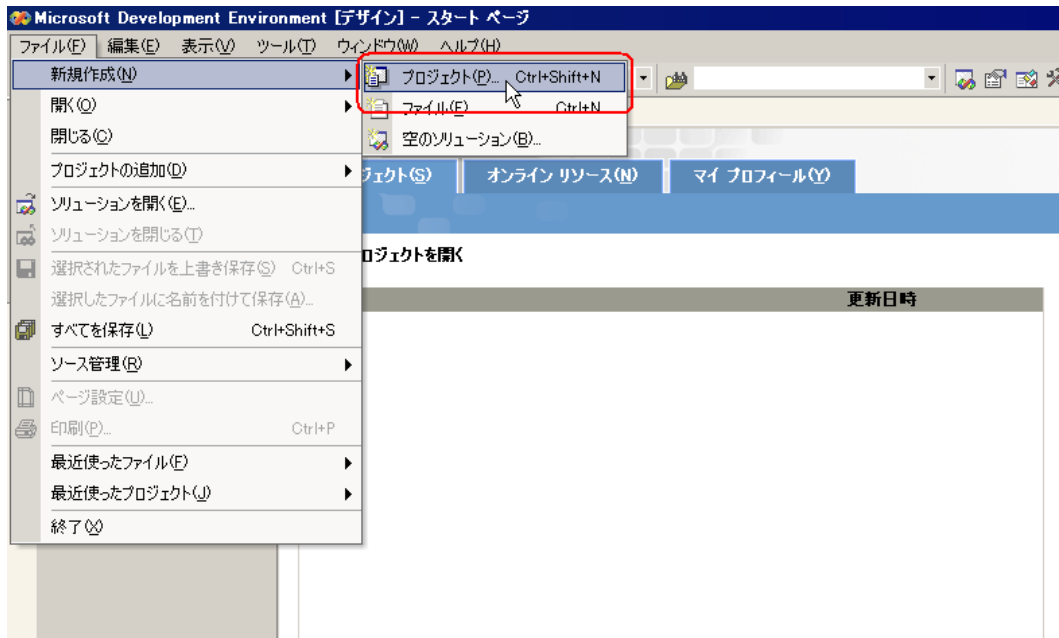 Microsoft Development Environment [デザイン] - スタート ページ
ファイル(F) 編集(E) 表示(V) ツール(T) ウィンドウ(W) ヘルプ(H)
新規作成(N)
プロジェクト(P)... Ctrl+Shift+N
開く(O)
ファイル(F)... Ctrl+N
閉じる(C)
空のソリューション(B)...
プロジェクトの追加(D)
ジェクト(S) オンライン リソース(N) マイ プロフィール(Y)
ソリューションを開く(E)...
ソリューションを閉じる(T)
ロジェクトを開く
選択されたファイルを上書き保存(S) Ctrl+S
選択したファイルに名前を付けて保存(A)...
更新日時
すべてを保存(L) Ctrl+Shift+S
ソース管理(R)
ページ設定(U)...
印刷(P)... Ctrl+P
最近使ったファイル(F)
最近使ったプロジェクト(J)
終了(X)